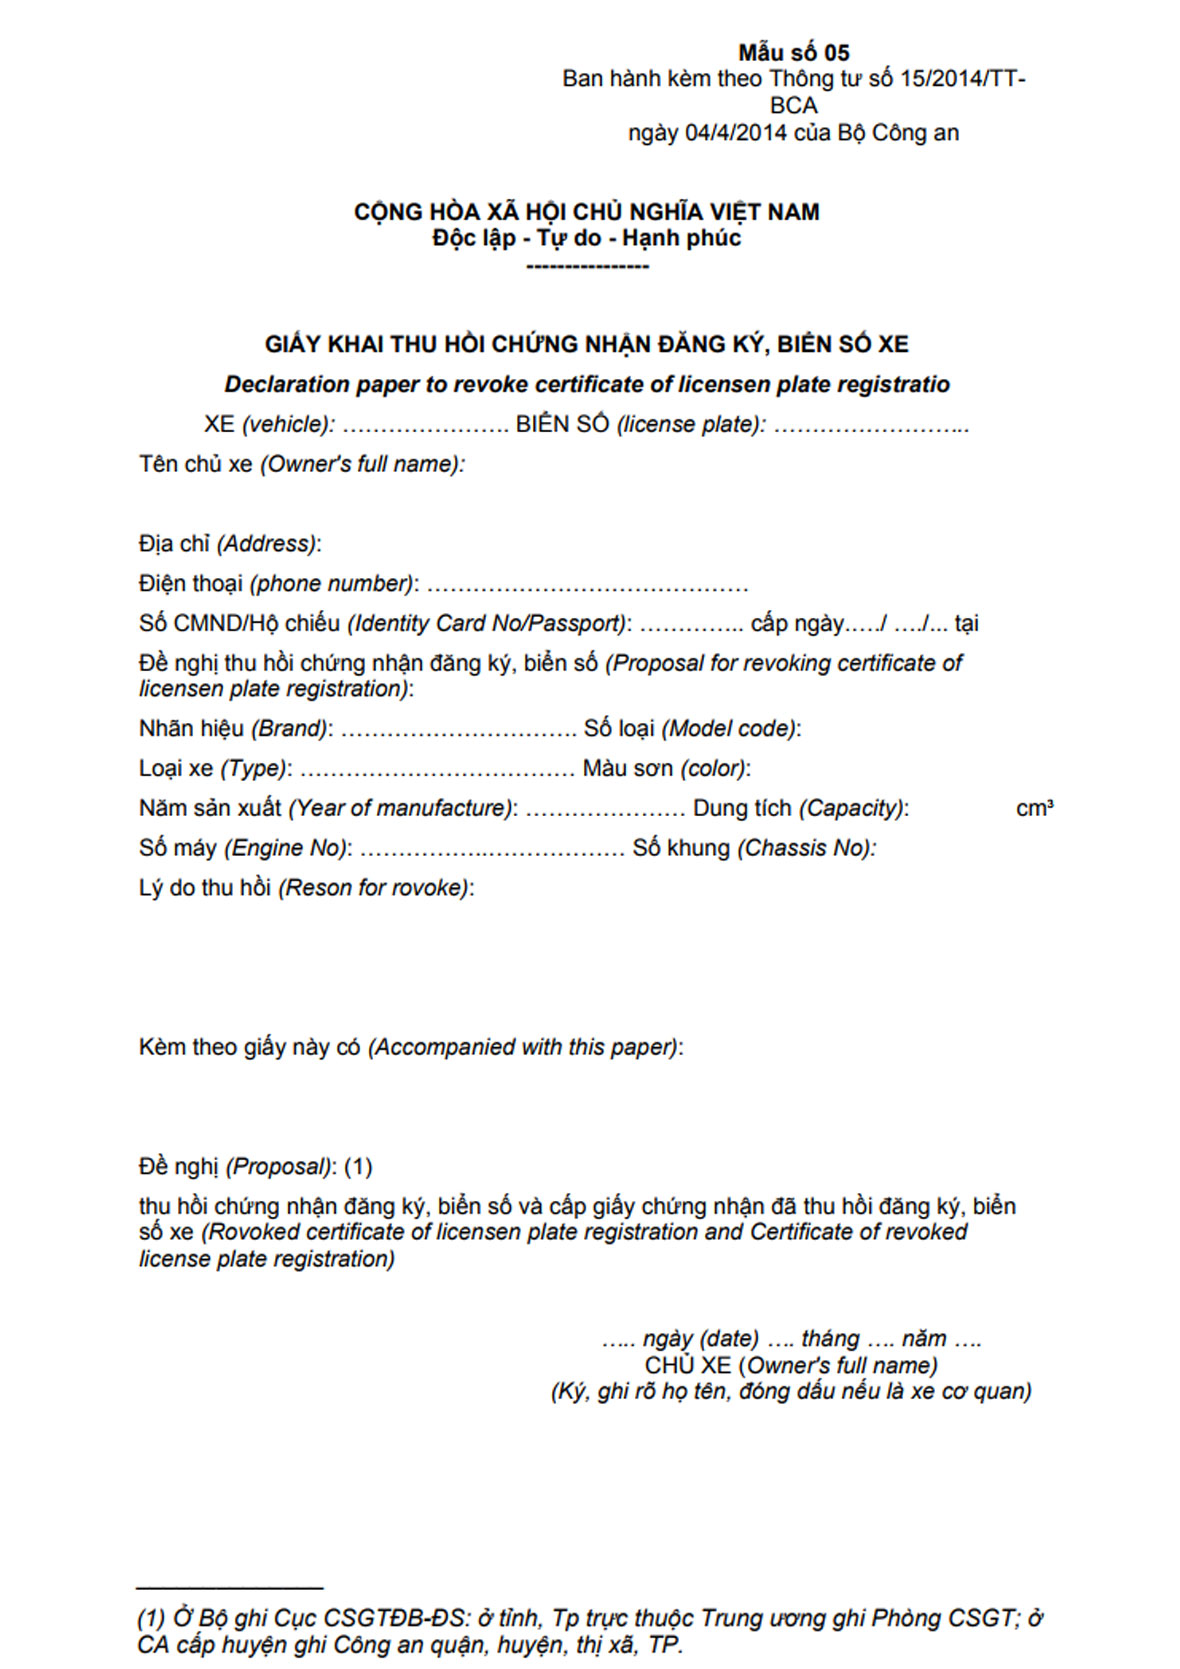 Mẫu số 05
Ban hành kèm theo Thông tư số 15/2014/TT-
BCA
ngày 04/4/2014 của Bộ Công an
CỘNG HÒA XÃ HỘI CHỦ NGHĨA VIỆT NAM
Độc lập - Tự do - Hạnh phúc
----------------
GIẤY KHAI THU HỒI CHỨNG NHẬN ĐĂNG KÝ, BIỂN SỐ XE
Declaration paper to revoke certificate of licensen plate registratio
XE (vehicle): …………………. BIỂN SỐ (license plate): ……………………..
Tên chủ xe (Owner's full name):
Địa chỉ (Address):
Điện thoại (phone number): ……………………………………
Số CMND/Hộ chiếu (Identity Card No/Passport): ………….. cấp ngày…../ …./... tại
Đề nghị thu hồi chứng nhận đăng ký, biển số (Proposal for revoking certificate of
licensen plate registration):
Nhãn hiệu (Brand): …………………………. Số loại (Model code):
Loại xe (Type): ……………………………… Màu sơn (color):
Năm sản xuất (Year of manufacture): ………………… Dung tích (Capacity): cm³
Số máy (Engine No): ……………..……………… Số khung (Chassis No):
Lý do thu hồi (Reson for rovoke):
Kèm theo giấy này có (Accompanied with this paper):
Đề nghị (Proposal): (1)
thu hồi chứng nhận đăng ký, biển số và cấp giấy chứng nhận đã thu hồi đăng ký, biển
số xe (Rovoked certificate of licensen plate registration and Certificate of revoked
license plate registration)
….. ngày (date) …. tháng …. năm ….
CHỦ XE (Owner's full name)
(Ký, ghi rõ họ tên, đóng dấu nếu là xe cơ quan)
(1) Ở Bộ ghi Cục CSGTĐB-ĐS: ở tỉnh, Tp trực thuộc Trung ương ghi Phòng CSGT; ở
CA cấp huyện ghi Công an quận, huyện, thị xã, TP.